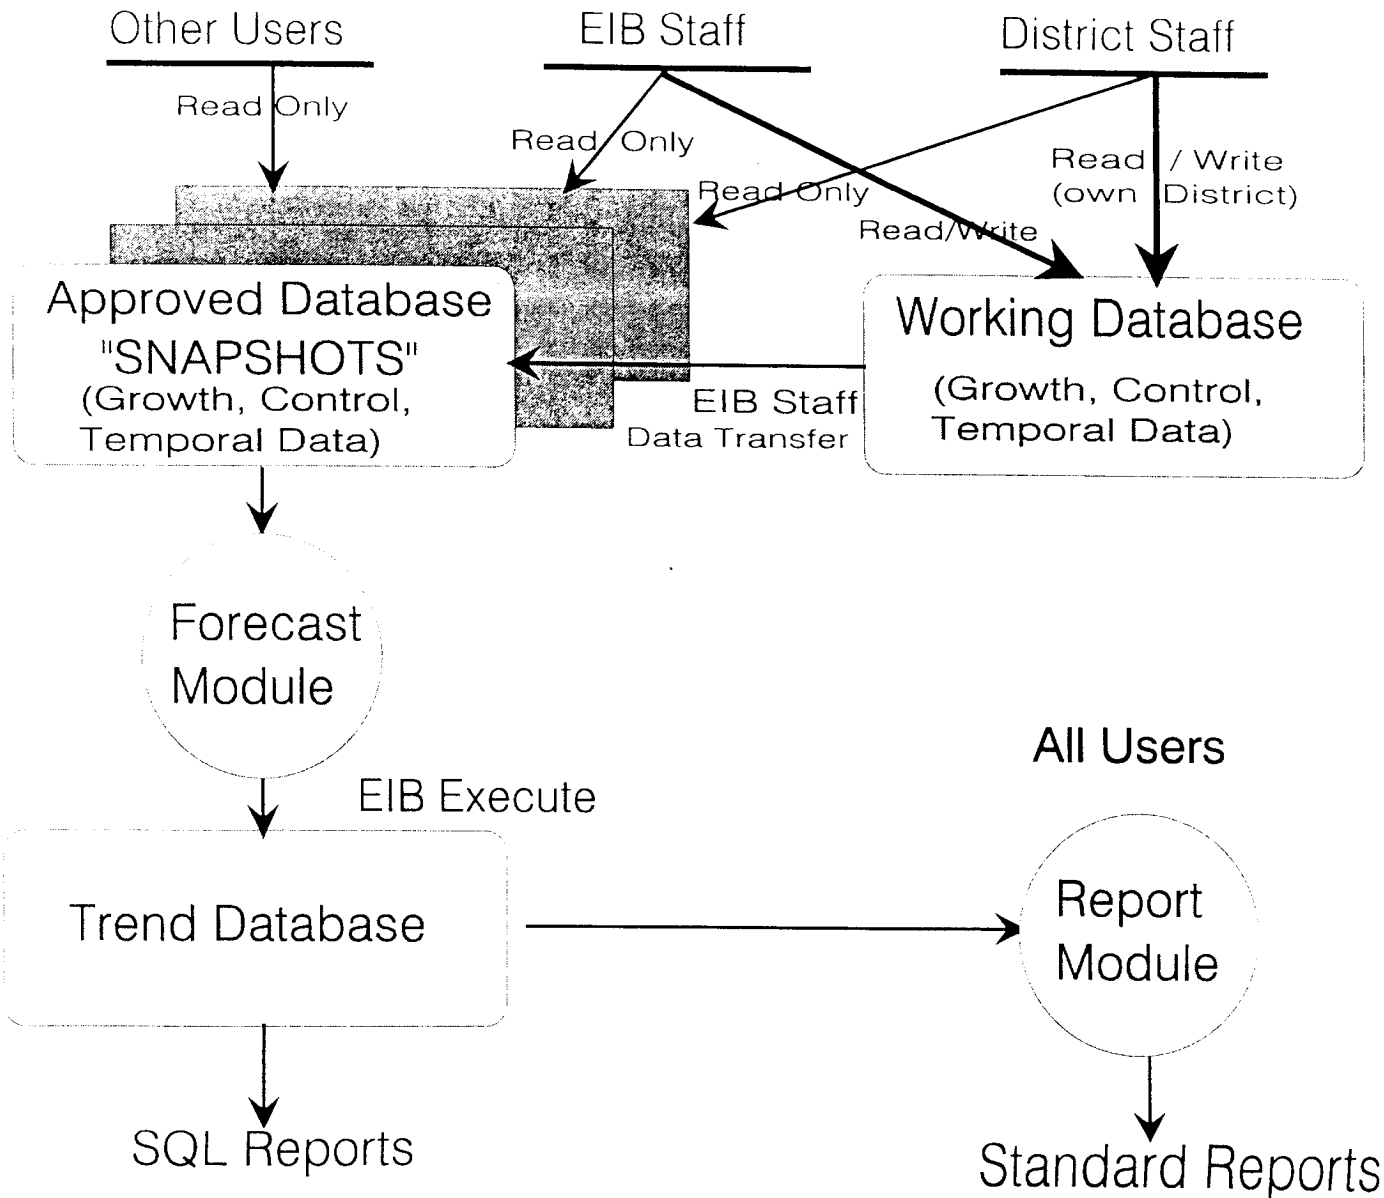 Other Users
EIB Staff
District Staff
Read Only
Read Only
Read Only
Read / Write
(own District)
Read/Write
Approved Database
"SNAPSHOTS"
(Growth, Control,
Temporal Data)
Working Database
(Growth, Control,
Temporal Data)
EIB Staff
Data Transfer
Forecast
Module
EIB Execute
All Users
Trend Database
Report
Module
SQL Reports
Standard Reports